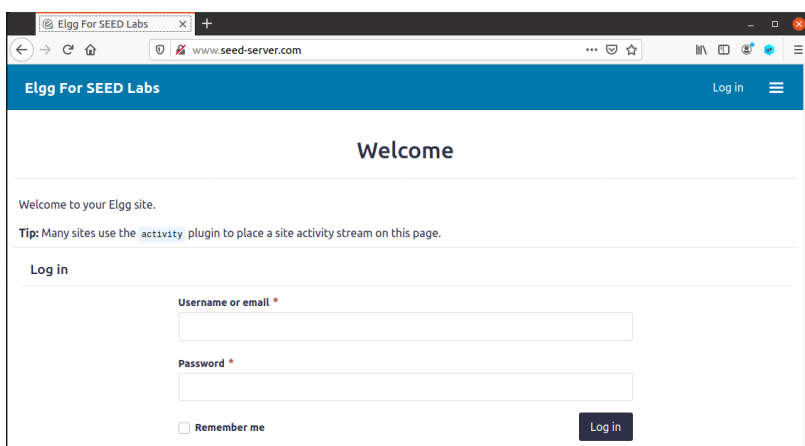 Elgg For SEED Labs
www.seed-server.com
Elgg For SEED Labs
Log in
Welcome
Welcome to your Elgg site.
Tip: Many sites use the activity plugin to place a site activity stream on this page.
Log in
Username or email *
Password *
Remember me
Log in